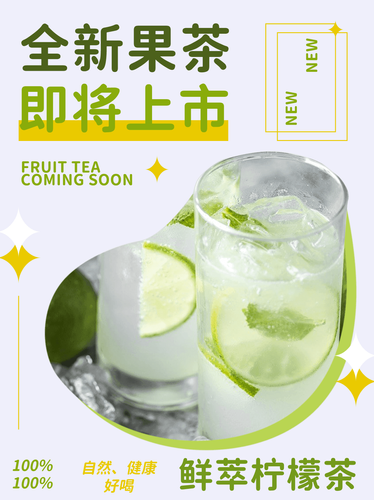 全新果茶
即将上市
NEW
NEW
FRUIT TEA
COMING SOON
100%
100%
自然、健康
好喝
鲜萃柠檬茶